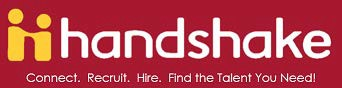 handshake
Connect. Recruit. Hire. Find the Talent You Need!